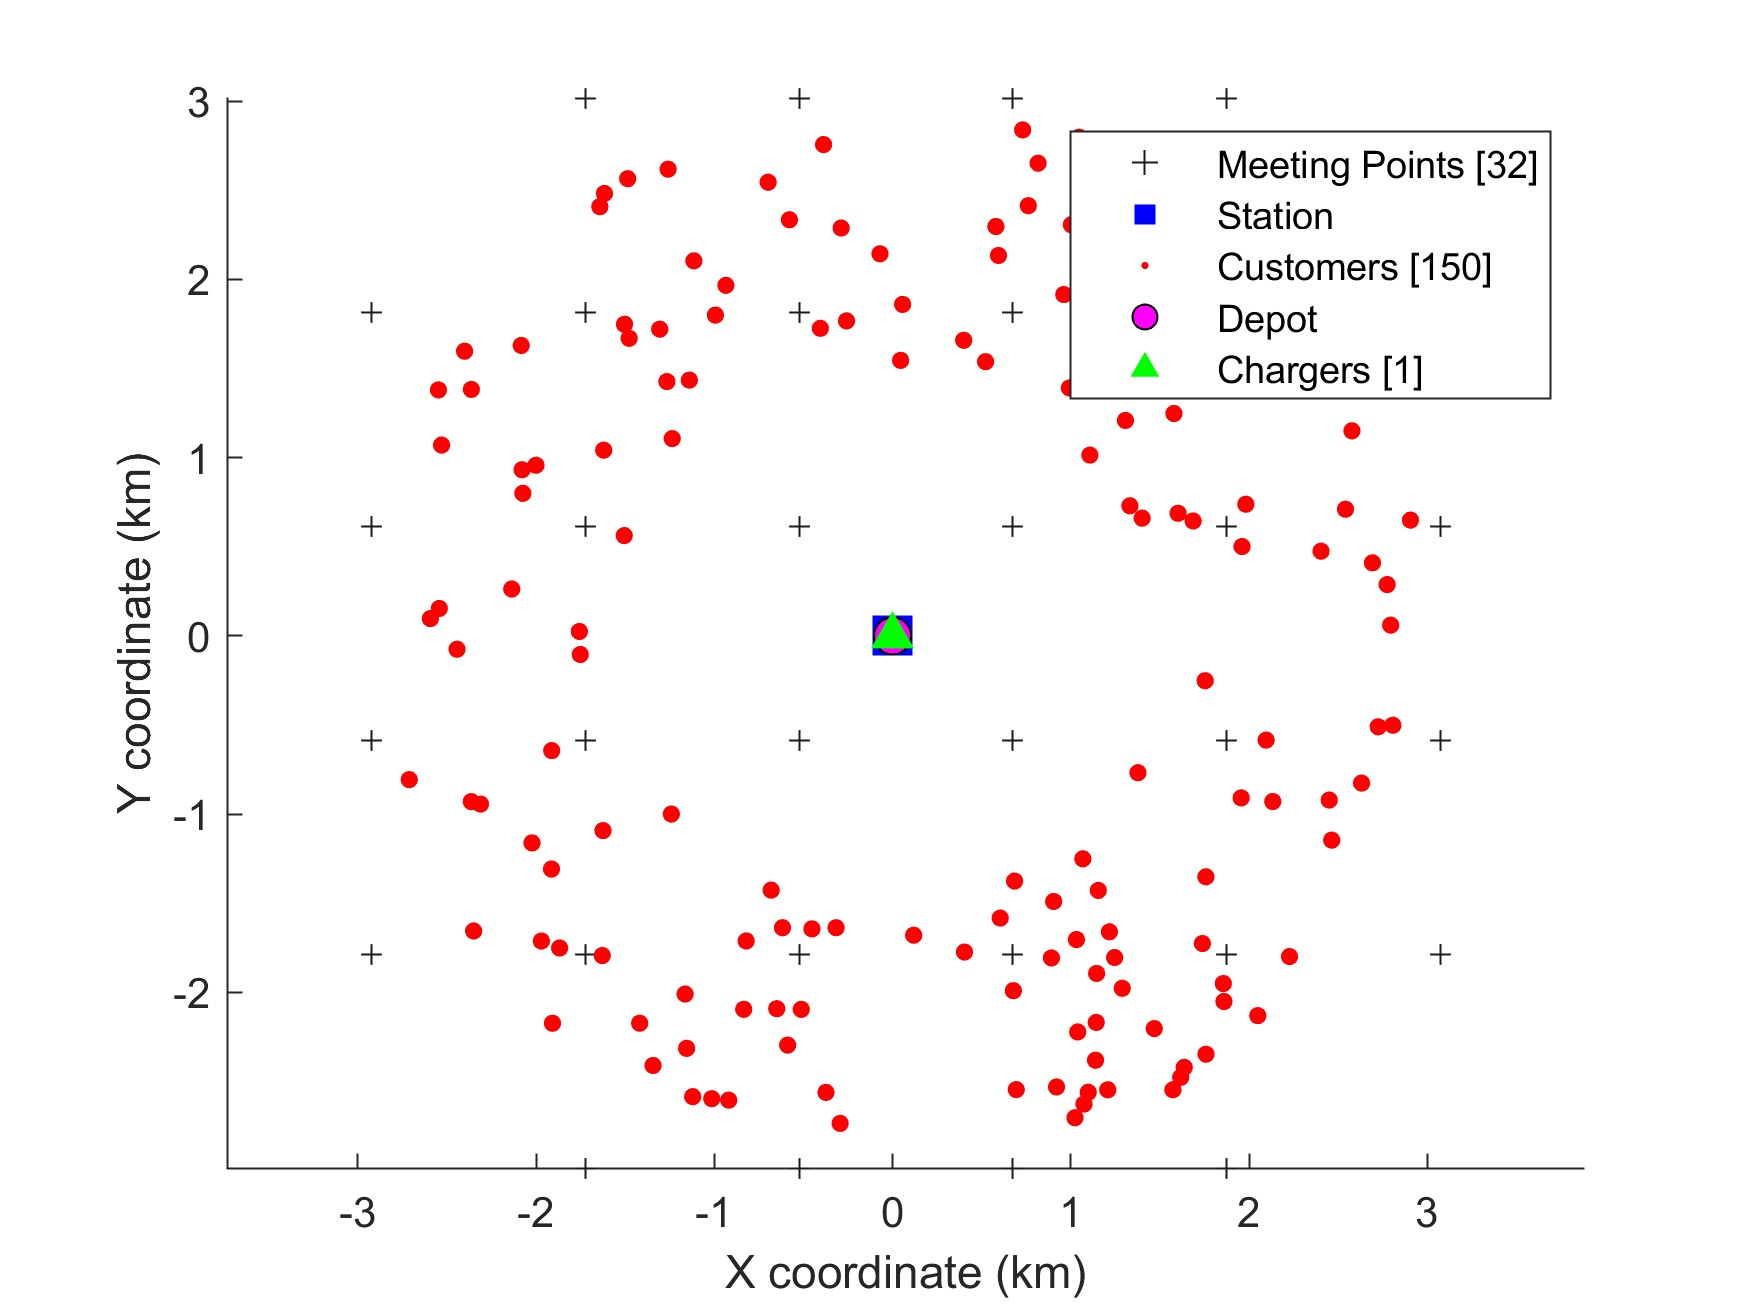 3
2
1
0
-1
-2
Y coordinate (km)
Meeting Points [32]
Station
Customers [150]
Depot
Chargers [1]
-3
-2
-1
0
1
2
3
X coordinate (km)